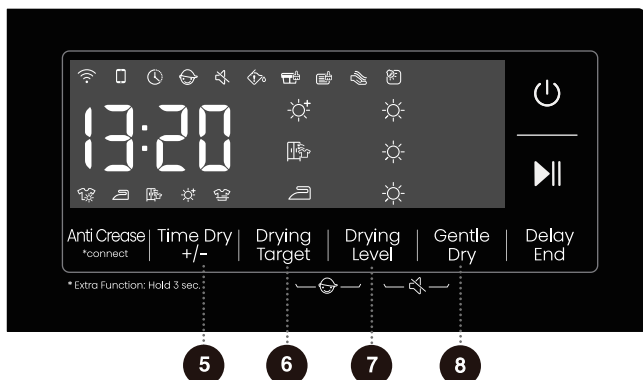 13:20
Anti Crease
*connect
Time Dry
+/-
Drying
Target
Drying
Level
Gentle
Dry
Delay
End
* Extra Function: Hold 3 sec.
5
6
7
8